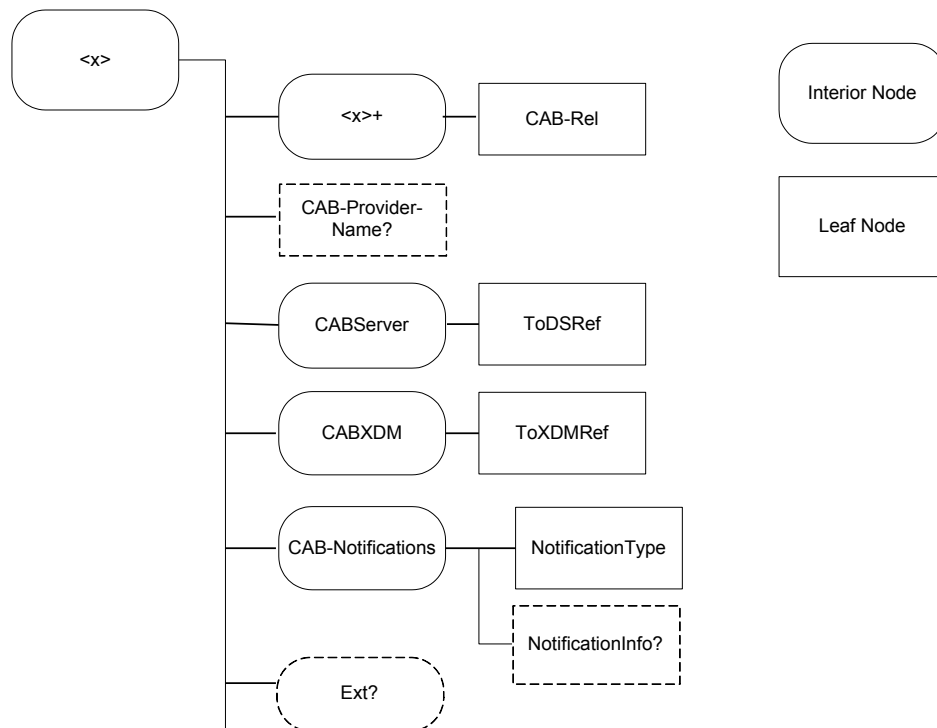 <x>
Interior Node
<x>+
CAB-Rel
CAB-Provider-
Name?
Leaf Node
CABServer
ToDSRef
CABXDM
ToXDMRef
CAB-Notifications
NotificationType
NotificationInfo?
Ext?